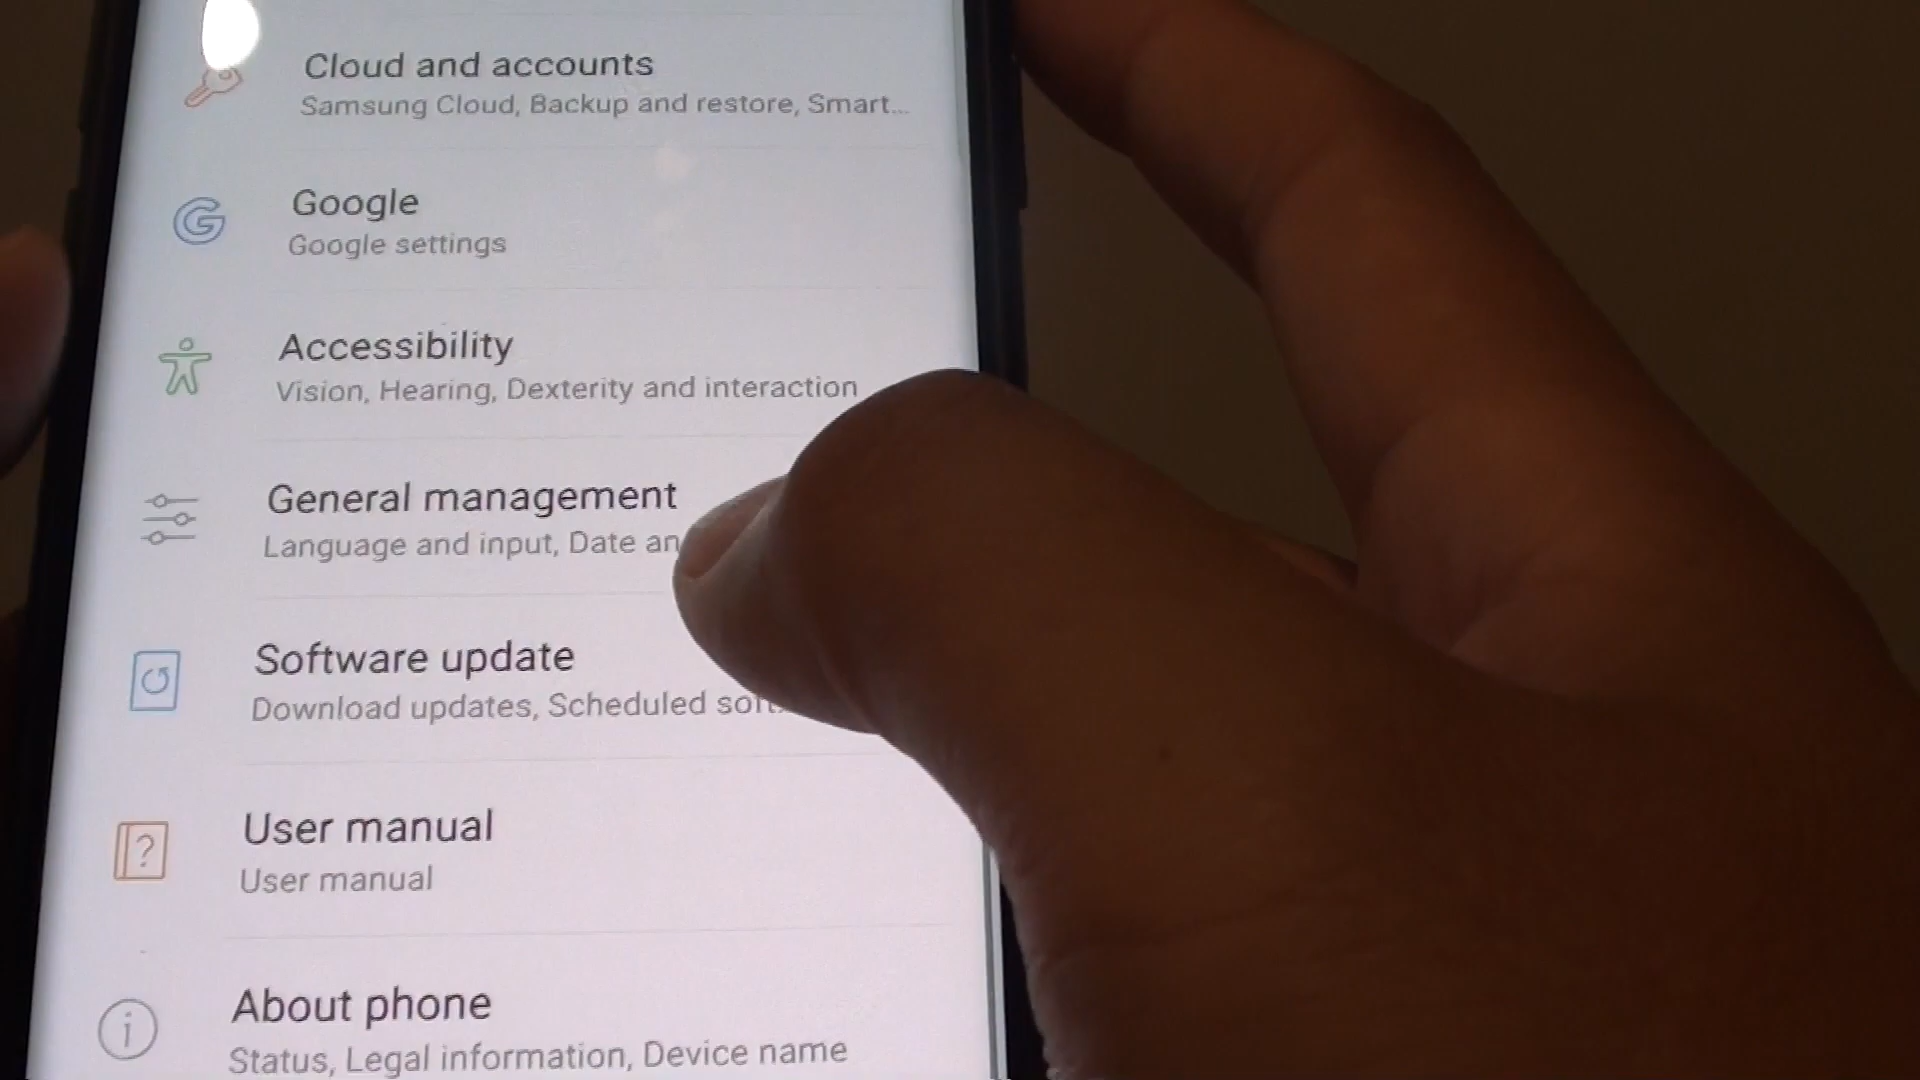 Cloud and accounts
Samsung Cloud, Backup and restore, Smart...
Google
Google settings
Accessibility
Vision, Hearing, Dexterity and interaction
General management
Language and input, Date
Software update
Download updates, Scheduled
User manual
User manual
About phone
Status, Legal information, Device name